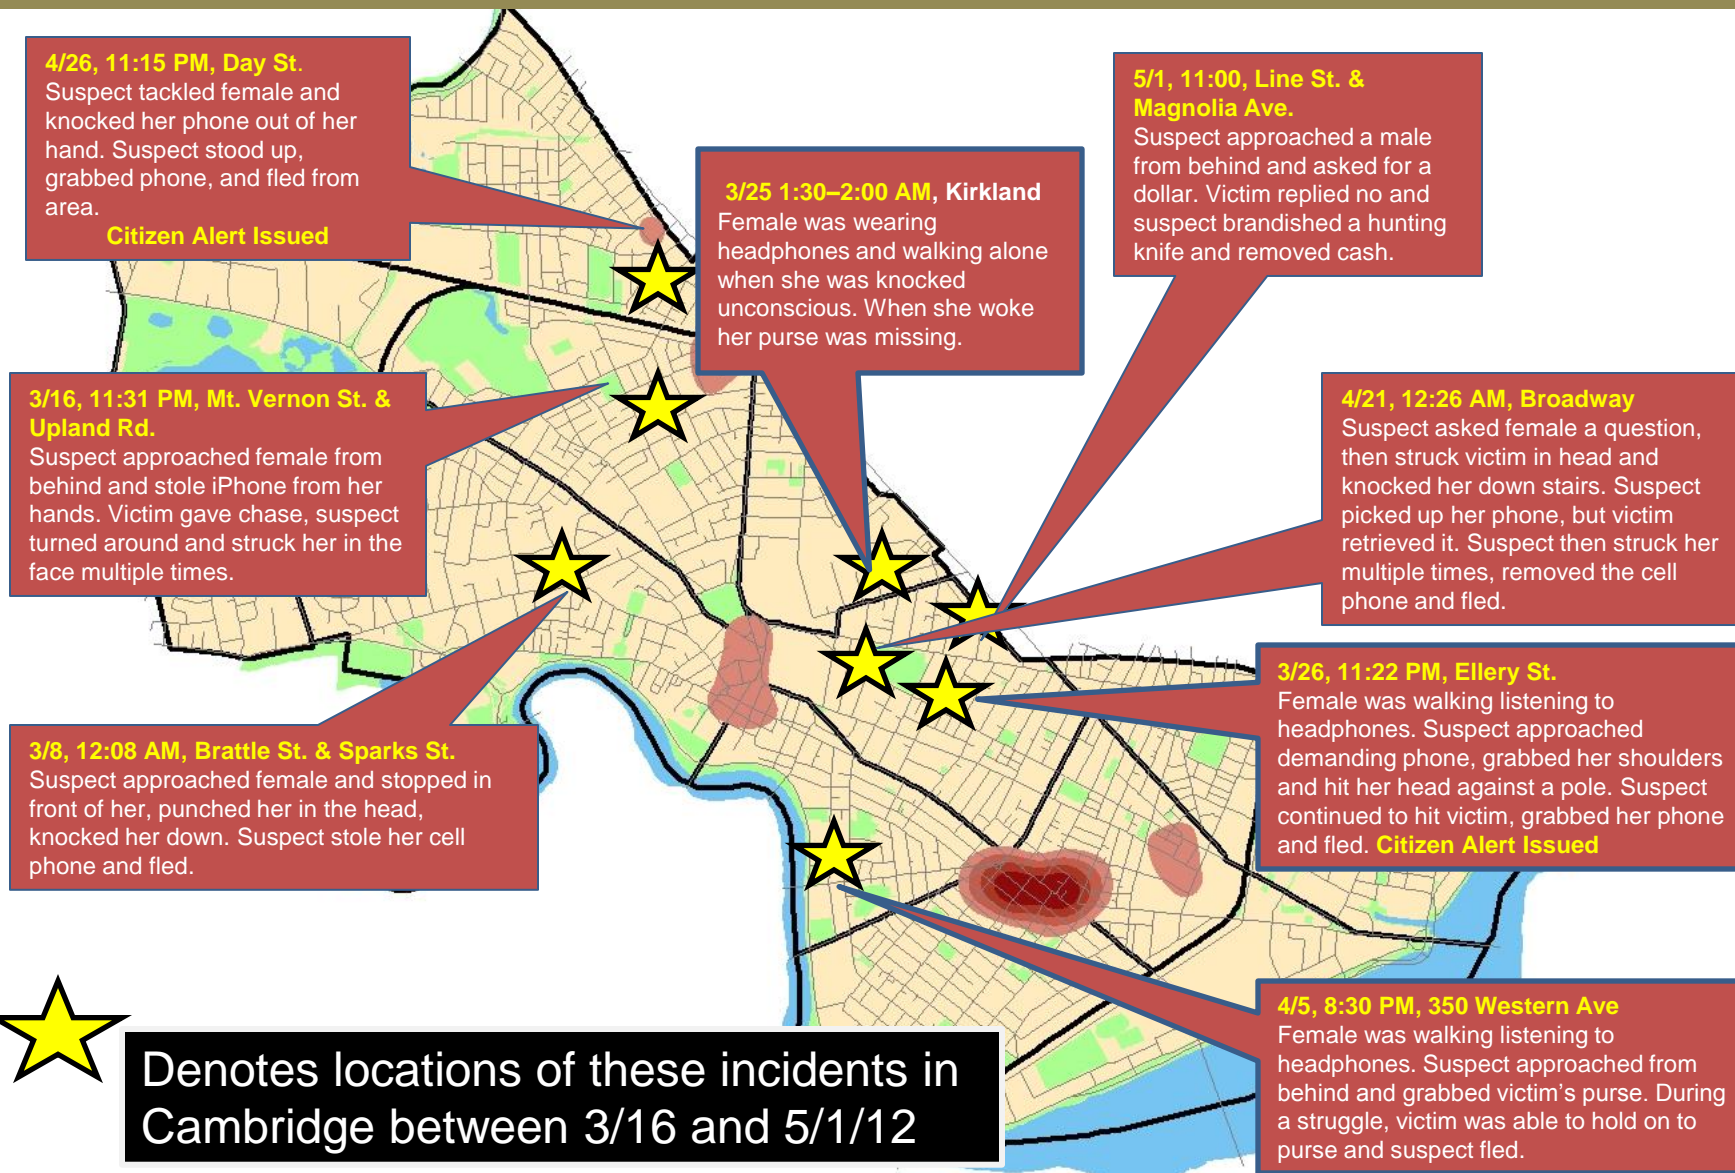 4/26, 11:15 PM, Day St.
Suspect tackled female and
knocked her phone out of her
hand. Suspect stood up,
grabbed phone, and fled from
area.
Citizen Alert Issued
5/1, 11:00, Line St. &
Magnolia Ave.
Suspect approached a male
from behind and asked for a
dollar. Victim replied no and
suspect brandished a hunting
knife and removed cash.
3/25 1:30–2:00 AM, Kirkland
Female was wearing
headphones and walking alone
when she was knocked
unconscious. When she woke
her purse was missing.
3/16, 11:31 PM, Mt. Vernon St. &
Upland Rd.
Suspect approached female from
behind and stole iPhone from her
hands. Victim gave chase, suspect
turned around and struck her in the
face multiple times.
4/21, 12:26 AM, Broadway
Suspect asked female a question,
then struck victim in head and
knocked her down stairs. Suspect
picked up her phone, but victim
retrieved it. Suspect then struck her
multiple times, removed the cell
phone and fled.
3/26, 11:22 PM, Ellery St.
Female was walking listening to
headphones. Suspect approached
demanding phone, grabbed her shoulders
and hit her head against a pole. Suspect
continued to hit victim, grabbed her phone
and fled. Citizen Alert Issued
3/8, 12:08 AM, Brattle St. & Sparks St.
Suspect approached female and stopped in
front of her, punched her in the head,
knocked her down. Suspect stole her cell
phone and fled.
4/5, 8:30 PM, 350 Western Ave
Female was walking listening to
headphones. Suspect approached from
behind and grabbed victim’s purse. During
a struggle, victim was able to hold on to
purse and suspect fled.
Denotes locations of these incidents in
Cambridge between 3/16 and 5/1/12